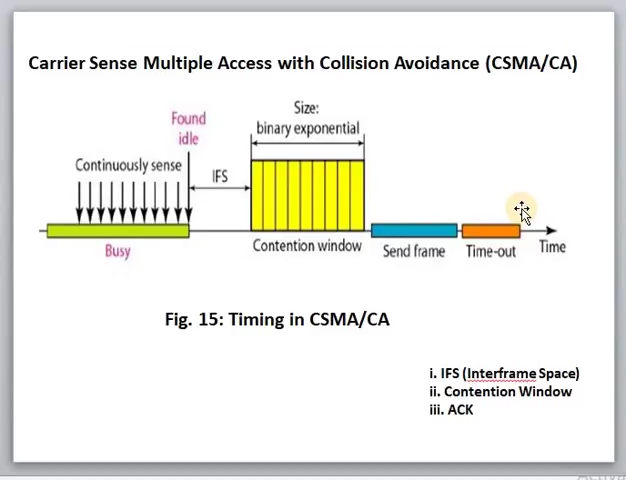 Carrier Sense Multiple Access with Collision Avoidance (CSMA/CA)
Size:
binary exponential
Found
idle
Continuously sense
IFS
Busy
Contention window
Send frame
Time-out
Time
Fig. 15: Timing in CSMA/CA
i. IFS (Interframe Space)
ii. Contention Window
iii. ACK